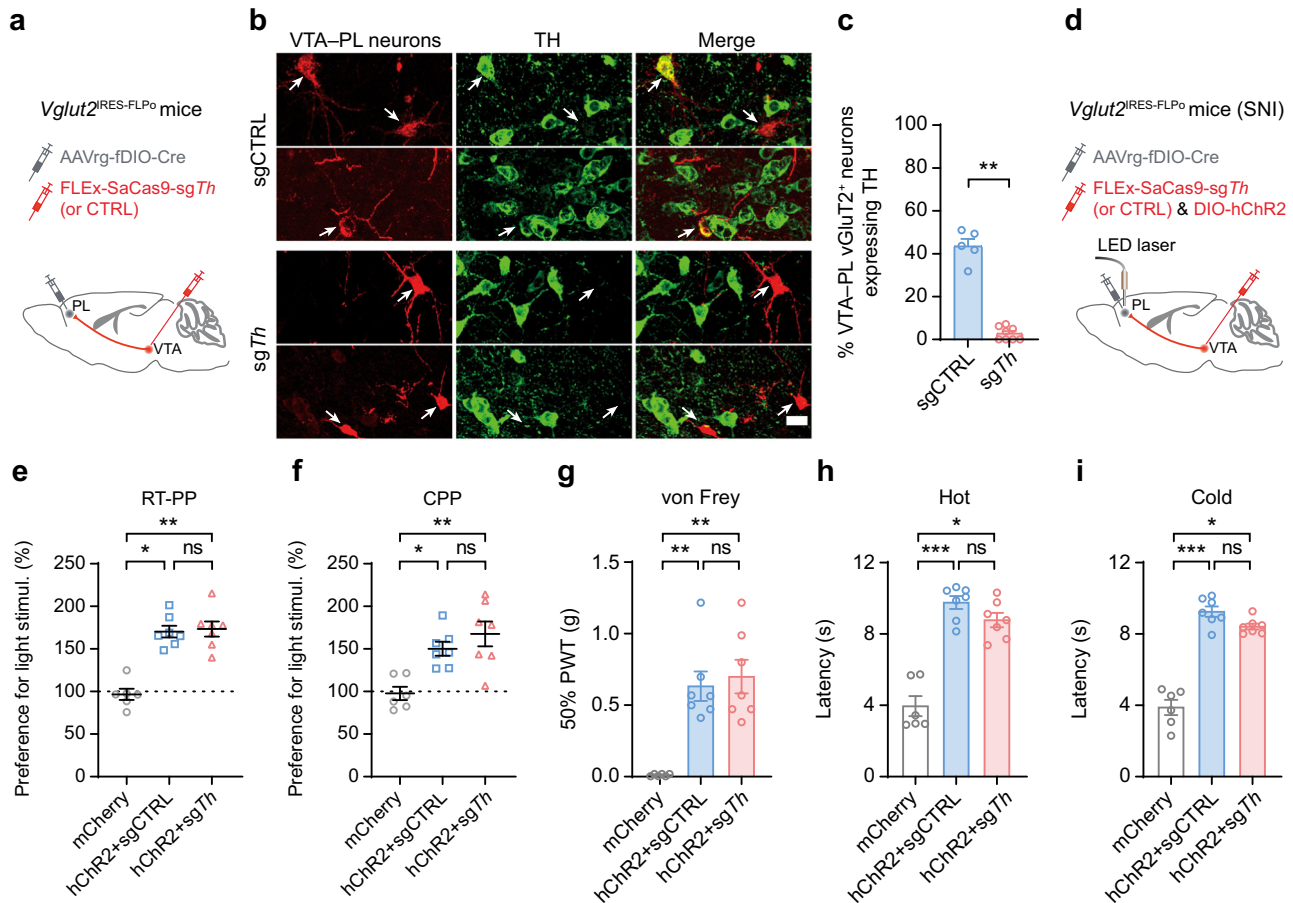 a
Vglut2IRES-FLPo mice
AAVrg-fDIO-Cre
FLEx-SaCas9-sgTh
(or CTRL)
PL
VTA
b
VTA–PL neurons
TH
Merge
sgCTRL
sgTh
c
% VTA–PL vGluT2+ neurons
expressing TH
100
80
60
40
20
0
**
sgCTRL
sgTh
d
Vglut2IRES-FLPo mice (SNI)
AAVrg-fDIO-Cre
FLEx-SaCas9-sgTh
(or CTRL) & DIO-hChR2
LED laser
PL
VTA
e
RT-PP
**
*
ns
Preference for light stimul. (%)
250
200
150
100
50
0
mCherry
hChR2+sgCTRL
hChR2+sgTh
f
CPP
**
*
ns
Preference for light stimul. (%)
250
200
150
100
50
0
mCherry
hChR2+sgCTRL
hChR2+sgTh
g
von Frey
**
**
ns
50% PWT (g)
1.5
1.0
0.5
0.0
mCherry
hChR2+sgCTRL
hChR2+sgTh
h
Hot
*
***
ns
Latency (s)
12
8
4
0
mCherry
hChR2+sgCTRL
hChR2+sgTh
i
Cold
*
***
ns
Latency (s)
12
8
4
0
mCherry
hChR2+sgCTRL
hChR2+sgTh